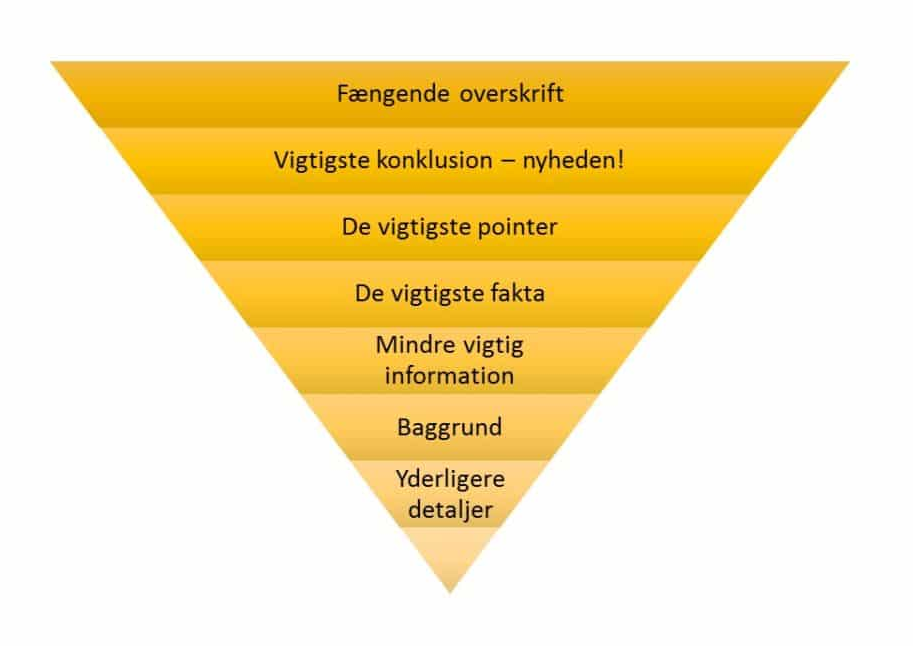 Fængende overskrift
Vigtigste konklusion – nyheden!
De vigtigste pointer
De vigtigste fakta
Mindre vigtig
information
Baggrund
Yderligere
detaljer